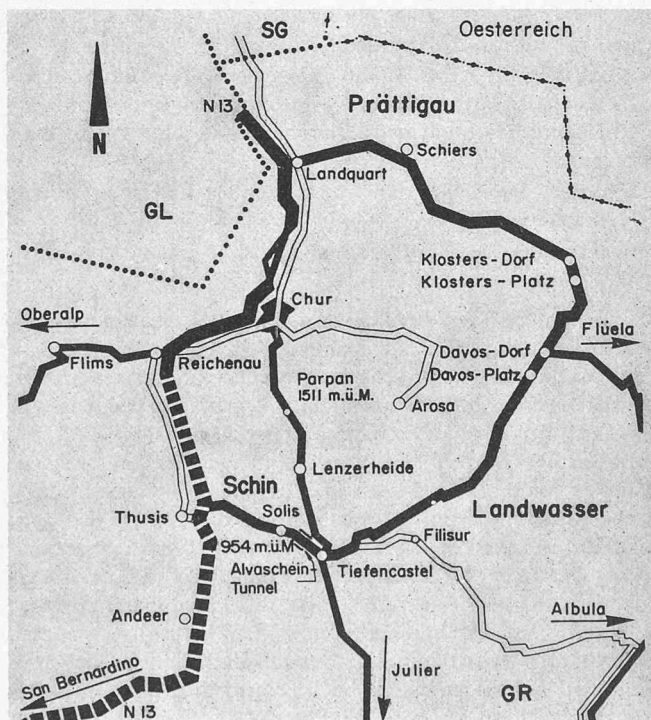 SG
Oesterreich
N 13
Prättigau
N
Schiers
Landquart
GL
Klosters-Dorf
Klosters-Platz
Oberalp
Chur
Flüela
Flims
Reichenau
Davos-Dorf
Davos-Platz
Parpan
1511 m.ü.M.
Arosa
Lenzerheide
Schin
Landwasser
Thusis
Solis
954 m.ü.M
Filisur
Alvaschein-
Tunnel
Tiefencastel
Andeer
Albula
San Bernardino
Julier
GR
N 13